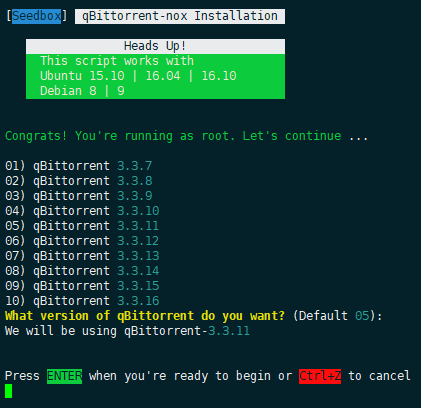 [Seedbox] qBittorrent-nox Installation
Heads Up!
This script works with
Ubuntu 15.10 | 16.04 | 16.10
Debian 8 | 9
Congrats! You're running as root. Let's continue ...
01) qBittorrent 3.3.7
02) qBittorrent 3.3.8
03) qBittorrent 3.3.9
04) qBittorrent 3.3.10
05) qBittorrent 3.3.11
06) qBittorrent 3.3.12
07) qBittorrent 3.3.13
08) qBittorrent 3.3.14
09) qBittorrent 3.3.15
10) qBittorrent 3.3.16
What version of qBittorrent do you want? (Default 05):
We will be using qBittorrent-3.3.11
Press ENTER when you're ready to begin or Ctrl+Z to cancel